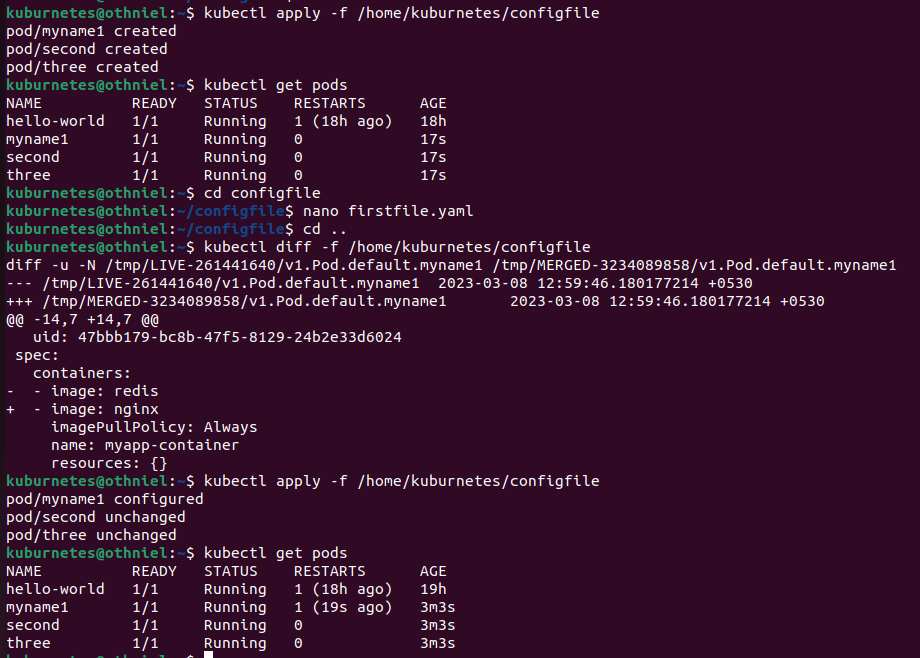 kuburnetes@othniel:~$ kubectl apply -f /home/kuburnetes/configfile
pod/myname1 created
pod/second created
pod/three created
kuburnetes@othniel:~$ kubectl get pods
NAME          READY   STATUS    RESTARTS      AGE
hello-world   1/1     Running   1 (18h ago)   18h
myname1       1/1     Running   0             17s
second        1/1     Running   0             17s
three         1/1     Running   0             17s
kuburnetes@othniel:~$ cd configfile
kuburnetes@othniel:~/configfile$ nano firstfile.yaml
kuburnetes@othniel:~/configfile$ cd ..
kuburnetes@othniel:~$ kubectl diff -f /home/kuburnetes/configfile
diff -u -N /tmp/LIVE-261441640/v1.Pod.default.myname1 /tmp/MERGED-3234089858/v1.Pod.default.myname1
--- /tmp/LIVE-261441640/v1.Pod.default.myname1  2023-03-08 12:59:46.180177214 +0530
+++ /tmp/MERGED-3234089858/v1.Pod.default.myname1       2023-03-08 12:59:46.180177214 +0530
@@ -14,7 +14,7 @@
   uid: 47bbb179-bc8b-47f5-8129-24b2e33d6024
 spec:
   containers:
-  - image: redis
+  - image: nginx
     imagePullPolicy: Always
     name: myapp-container
     resources: {}
kuburnetes@othniel:~$ kubectl apply -f /home/kuburnetes/configfile
pod/myname1 configured
pod/second unchanged
pod/three unchanged
kuburnetes@othniel:~$ kubectl get pods
NAME          READY   STATUS    RESTARTS      AGE
hello-world   1/1     Running   1 (18h ago)   19h
myname1       1/1     Running   1 (19s ago)   3m3s
second        1/1     Running   0             3m3s
three         1/1     Running   0             3m3s
kuburnetes@othniel:~$